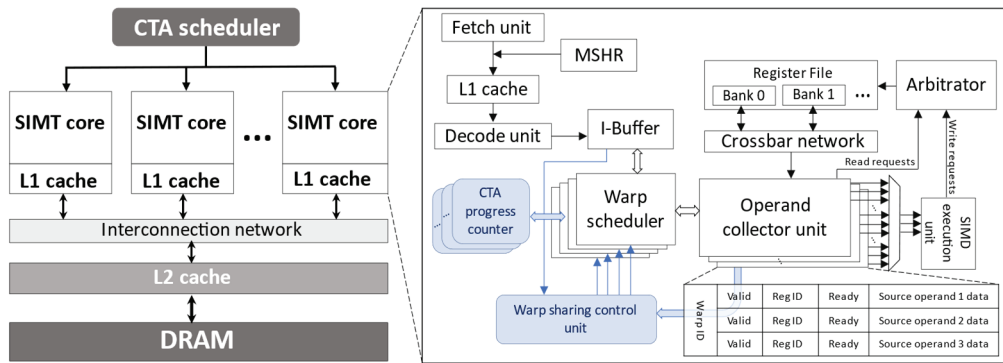 CTA scheduler
SIMT core
SIMT core
...
SIMT core
L1 cache
L1 cache
L1 cache
Interconnection network
L2 cache
DRAM
Fetch unit
MSHR
L1 cache
Decode unit
I-Buffer
Register File
Bank 0
Bank 1
...
Arbitrator
Crossbar network
Read requests
Write requests
...
CTA
progress
counter
Warp
scheduler
Operand
collector unit
SIMD
execution
unit
Warp sharing control
unit
Warp ID
Valid
Reg ID
Ready
Source operand 1 data
Valid
Reg ID
Ready
Source operand 2 data
Valid
Reg ID
Ready
Source operand 3 data